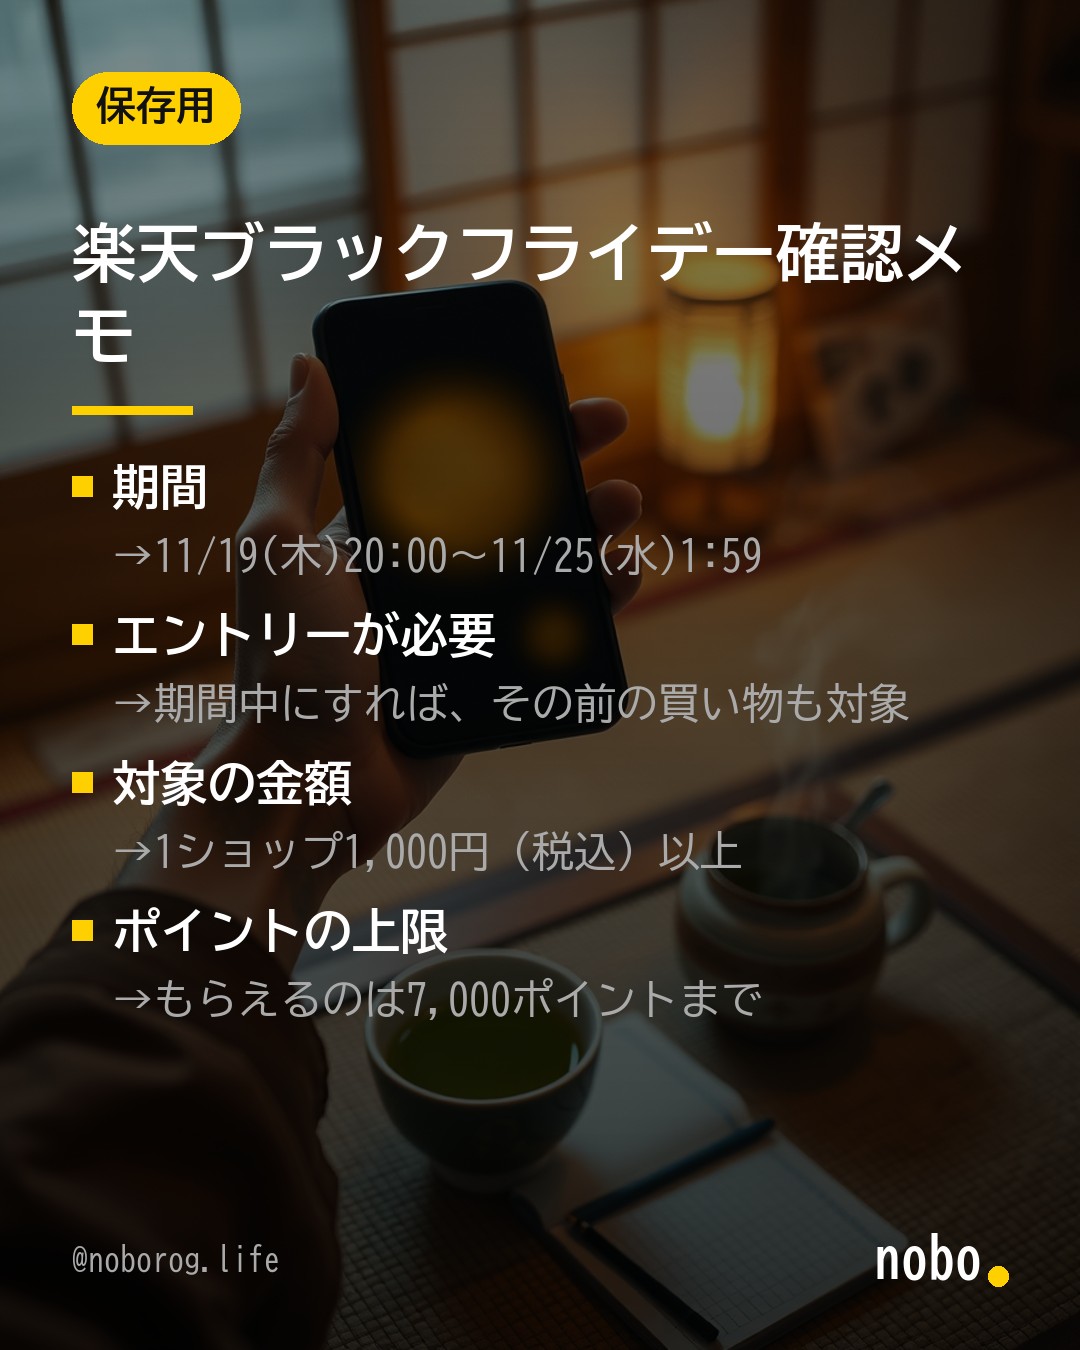 保存用
楽天ブラックフライデー確認メ
モ
期間
→11/19(木)20:00～11/25(水)1:59
エントリーが必要
→期間中にすれば、その前の買い物も対象
対象の金額
→1ショップ1,000円（税込）以上
ポイントの上限
→もらえるのは7,000ポイントまで
@noborog.life
nobo.